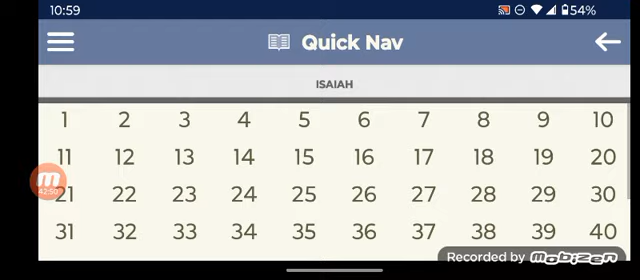 10:59 54%
Quick Nav
ISAIAH
1 2 3 4 5 6 7 8 9 10
11 12 13 14 15 16 17 18 19 20
21 22 23 24 25 26 27 28 29 30
42:50
31 32 33 34 35 36 37 38 39 40
Recorded by Mobizen